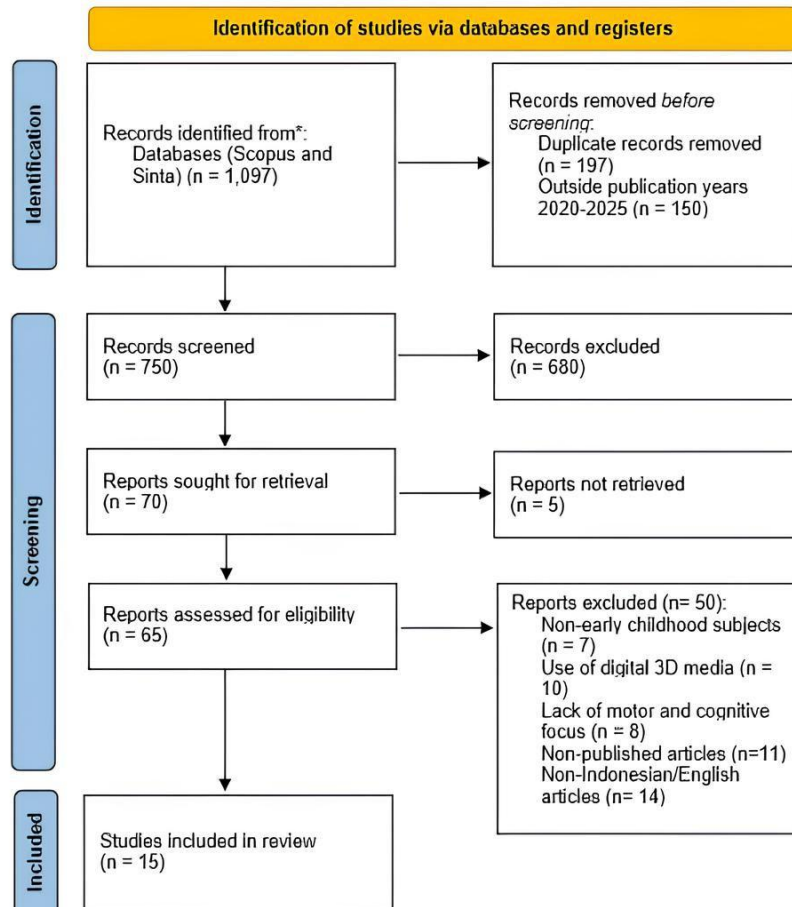 Identification of studies via databases and registers
Identification
Records identified from*:
Databases (Scopus and
Sinta) (n = 1,097)
Records removed before
screening:
Duplicate records removed
(n = 197)
Outside publication years
2020-2025 (n = 150)
Screening
Records screened
(n = 750)
Records excluded
(n = 680)
Reports sought for retrieval
(n = 70)
Reports not retrieved
(n = 5)
Reports assessed for eligibility
(n = 65)
Reports excluded (n= 50):
Non-early childhood subjects
(n = 7)
Use of digital 3D media (n =
10)
Lack of motor and cognitive
focus (n = 8)
Non-published articles (n=11)
Non-Indonesian/English
articles (n= 14)
Included
Studies included in review
(n = 15)